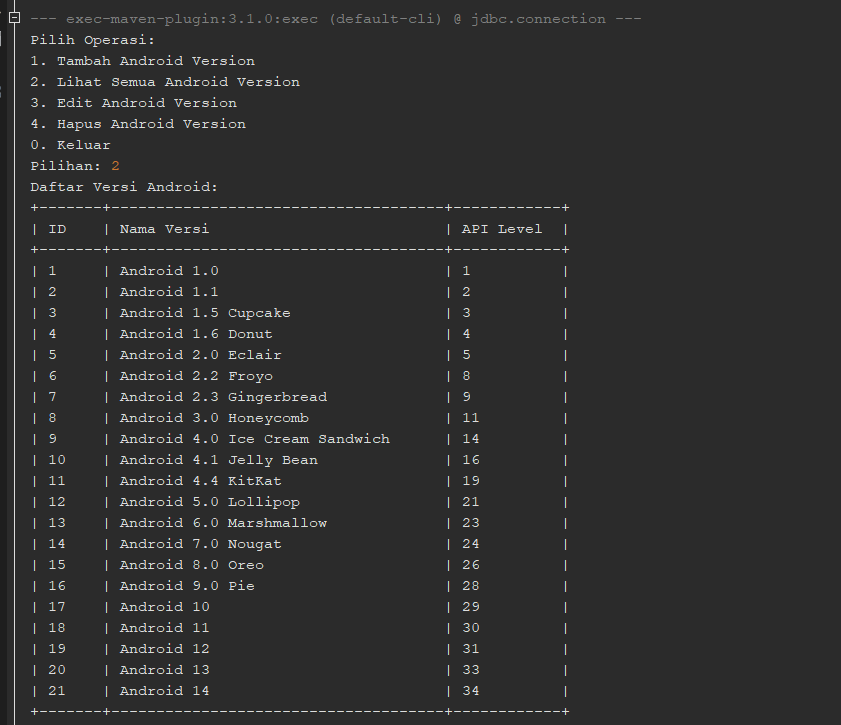 --- exec-maven-plugin:3.1.0:exec (default-cli) @ jdbc.connection ---
Pilih Operasi:
1. Tambah Android Version
2. Lihat Semua Android Version
3. Edit Android Version
4. Hapus Android Version
0. Keluar
Pilihan: 2
Daftar Versi Android:
+-------+-------------------------------------+------------+
| ID    | Nama Versi                          | API Level  |
+-------+-------------------------------------+------------+
| 1     | Android 1.0                         | 1          |
| 2     | Android 1.1                         | 2          |
| 3     | Android 1.5 Cupcake                 | 3          |
| 4     | Android 1.6 Donut                   | 4          |
| 5     | Android 2.0 Eclair                  | 5          |
| 6     | Android 2.2 Froyo                   | 8          |
| 7     | Android 2.3 Gingerbread             | 9          |
| 8     | Android 3.0 Honeycomb               | 11         |
| 9     | Android 4.0 Ice Cream Sandwich      | 14         |
| 10    | Android 4.1 Jelly Bean              | 16         |
| 11    | Android 4.4 KitKat                  | 19         |
| 12    | Android 5.0 Lollipop                | 21         |
| 13    | Android 6.0 Marshmallow             | 23         |
| 14    | Android 7.0 Nougat                  | 24         |
| 15    | Android 8.0 Oreo                    | 26         |
| 16    | Android 9.0 Pie                     | 28         |
| 17    | Android 10                          | 29         |
| 18    | Android 11                          | 30         |
| 19    | Android 12                          | 31         |
| 20    | Android 13                          | 33         |
| 21    | Android 14                          | 34         |
+-------+-------------------------------------+------------+